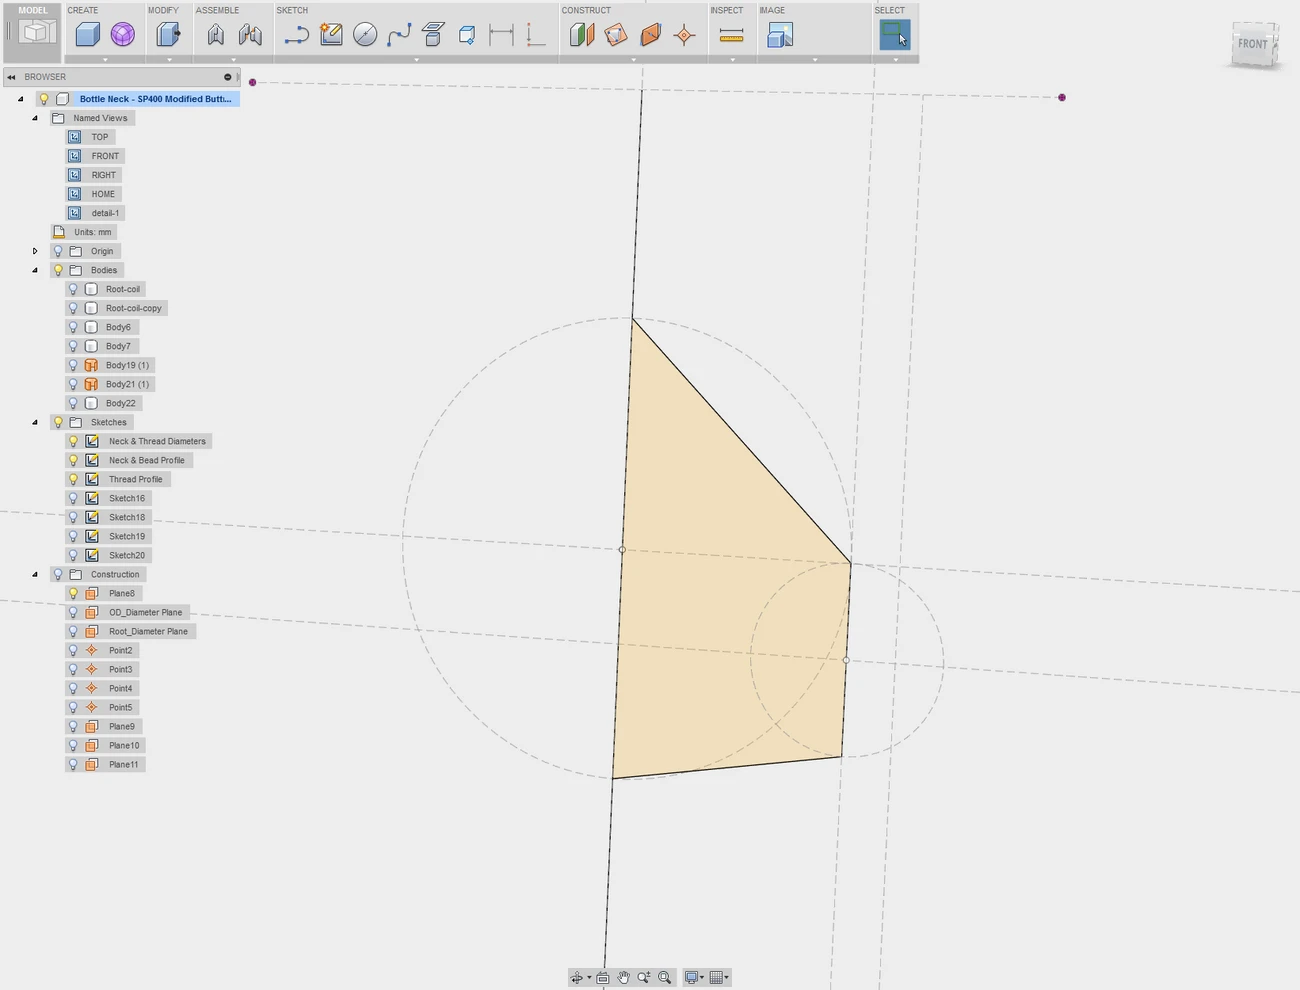 MODEL
CREATE
MODIFY
ASSEMBLE
SKETCH
CONSTRUCT
INSPECT
IMAGE
SELECT
FRONT
BROWSER
Bottle Neck - SP400 Modified Butt...
Named Views
TOP
FRONT
RIGHT
HOME
detail-1
Units: mm
Origin
Bodies
Root-coil
Root-coil-copy
Body6
Body7
Body19 (1)
Body21 (1)
Body22
Sketches
Neck & Thread Diameters
Neck & Bead Profile
Thread Profile
Sketch16
Sketch18
Sketch19
Sketch20
Construction
Plane8
OD_Diameter Plane
Root_Diameter Plane
Point2
Point3
Point4
Point5
Plane9
Plane10
Plane11